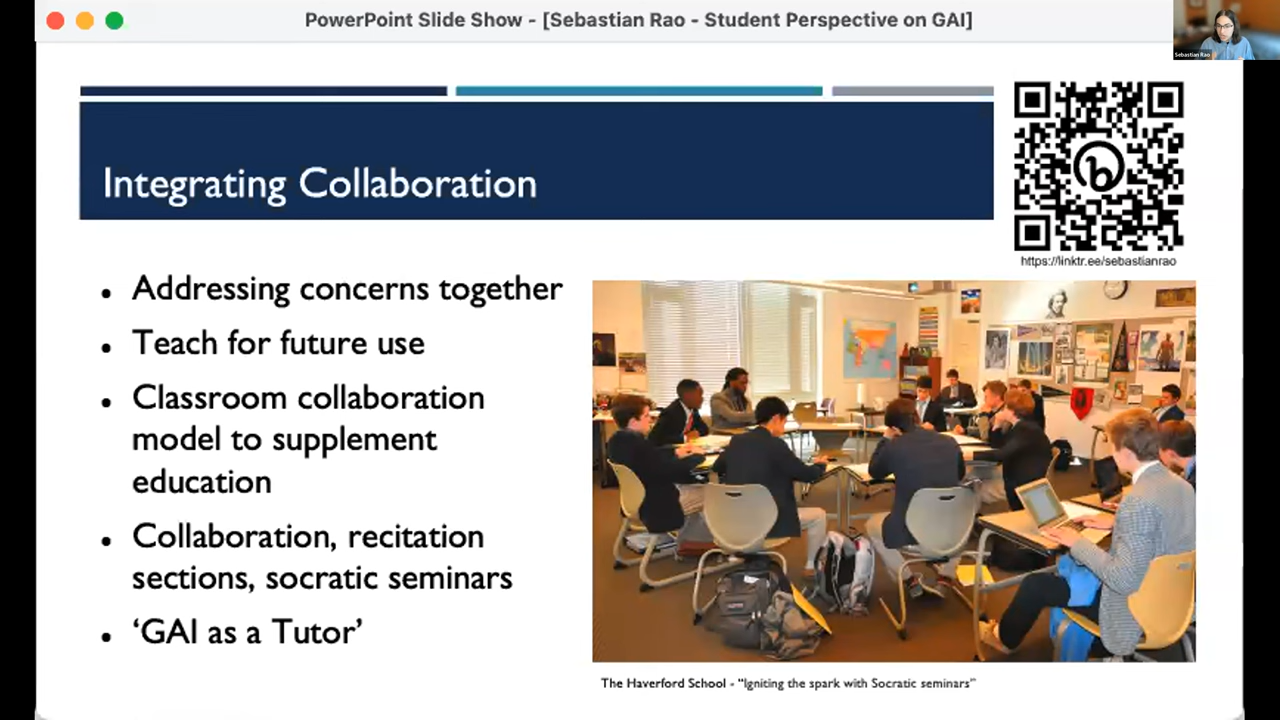 PowerPoint Slide Show - [Sebastian Rao - Student Perspective on GAI]
Sebastian Rao
Integrating Collaboration
https://linktr.ee/sebastianrao
• Addressing concerns together
• Teach for future use
• Classroom collaboration
model to supplement
education
• Collaboration, recitation
sections, socratic seminars
• ‘GAI as a Tutor’
The Haverford School - “Igniting the spark with Socratic seminars”